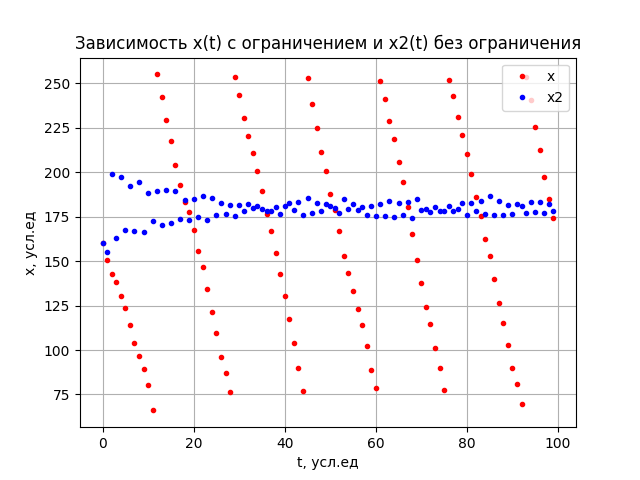 Зависимость x(t) с ограничением и x2(t) без ограничения
x
x2
250
225
200
175
150
125
100
75
x, усл.ед
0
20
40
60
80
100
t, усл.ед